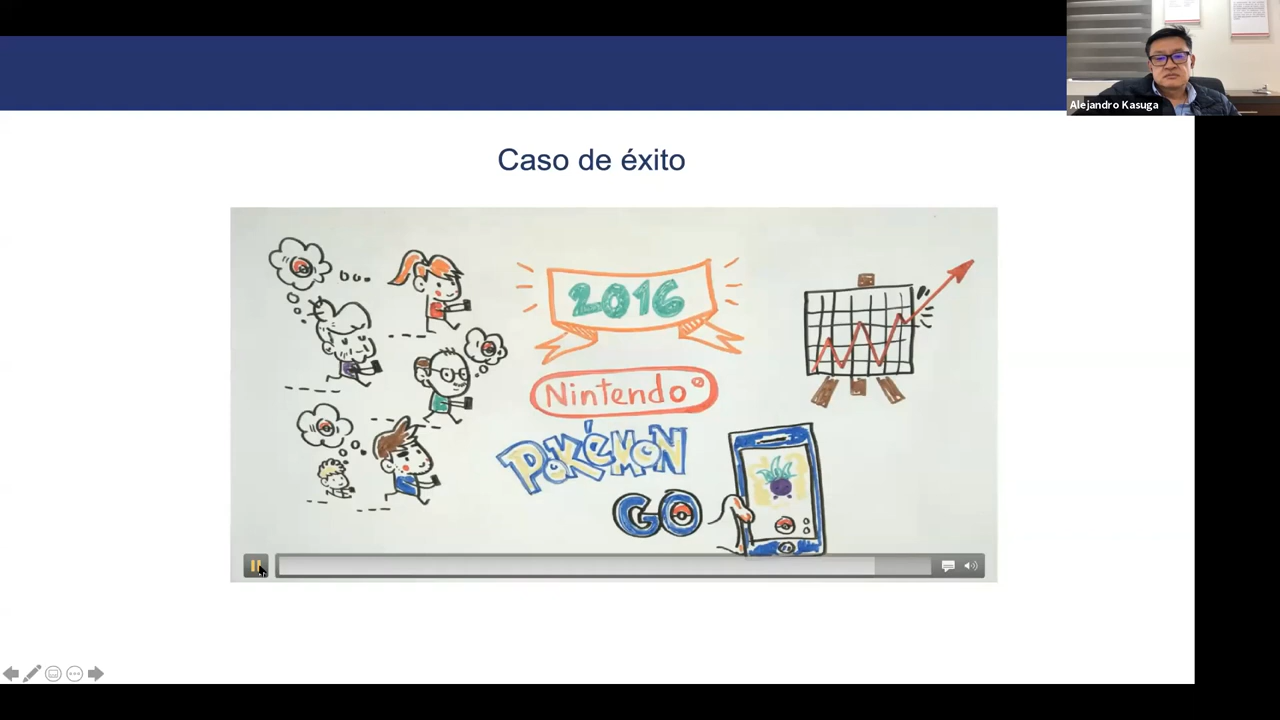 Alejandro Kasuga
Caso de éxito
2016
Nintendo
POKéMON
GO